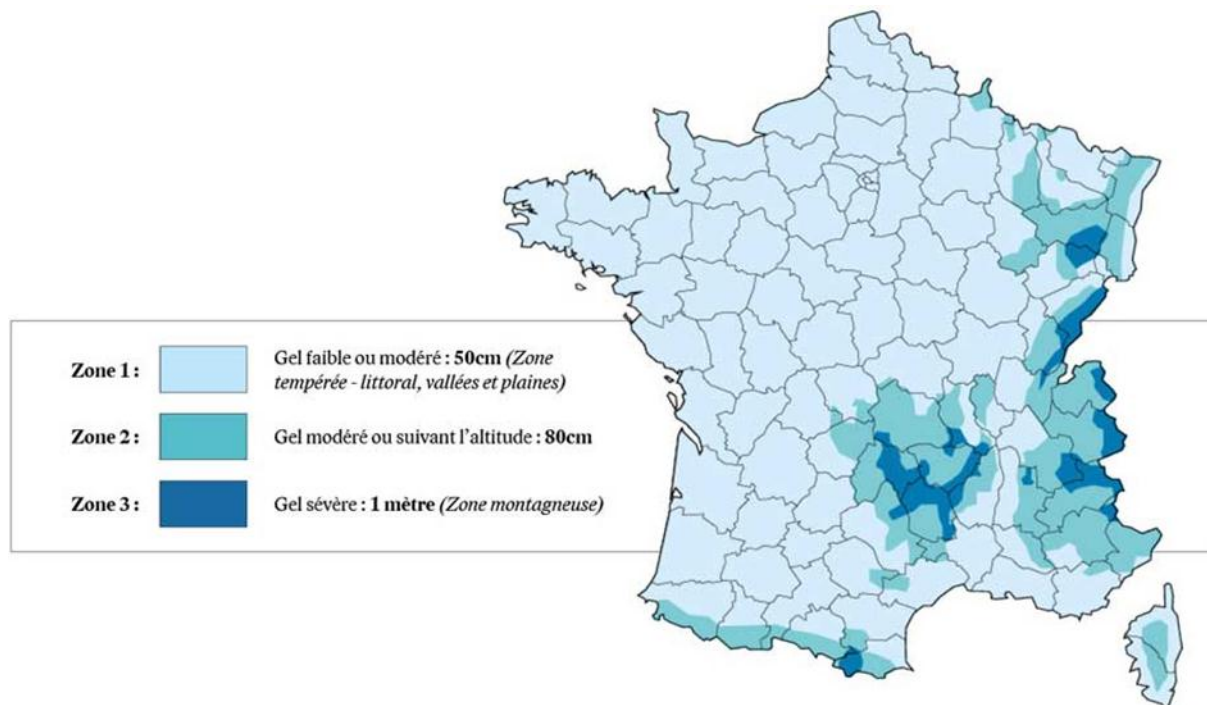 Zone 1 :
Gel faible ou modéré : 50cm (Zone
tempérée - littoral, vallées et plaines)
Zone 2 :
Gel modéré ou suivant l'altitude : 80cm
Zone 3 :
Gel sévère : 1 mètre (Zone montagneuse)